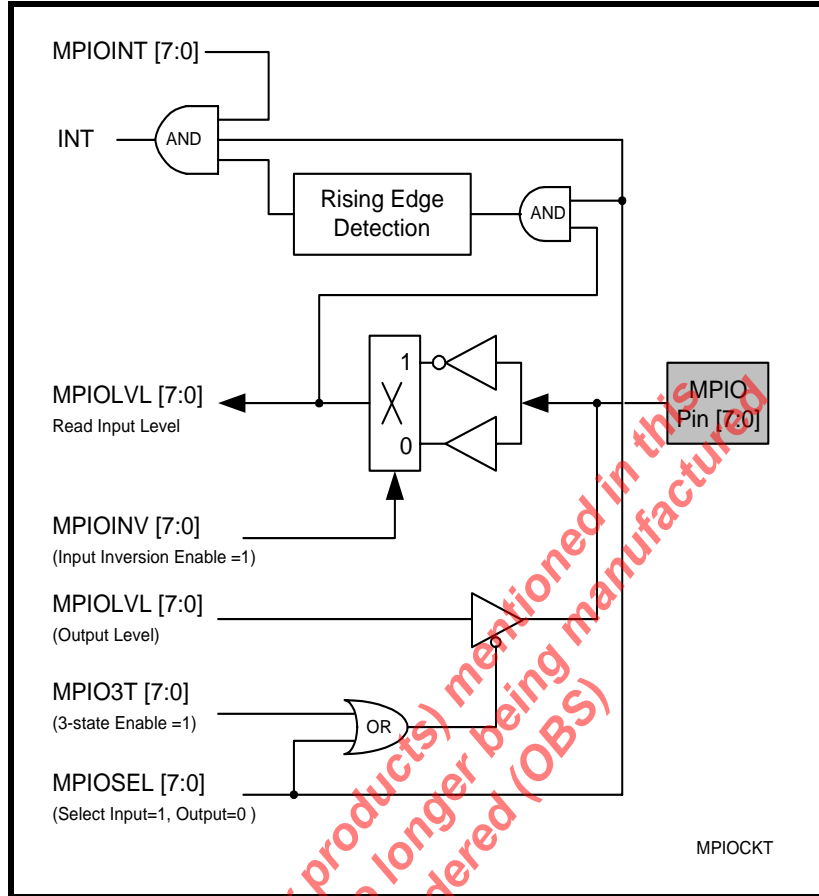 MPIOINT [7:0]
INT
AND
Rising Edge
Detection
AND
MPIOLVL [7:0]
Read Input Level
1
0
MPIO
Pin [7:0]
MPIOINV [7:0]
(Input Inversion Enable =1)
MPIOLVL [7:0]
(Output Level)
MPIO3T [7:0]
(3-state Enable =1)
OR
MPIOSEL [7:0]
(Select Input=1, Output=0 )
MPIOCKT
products) mentioned in this
longer being manufactured
dered (OBS)